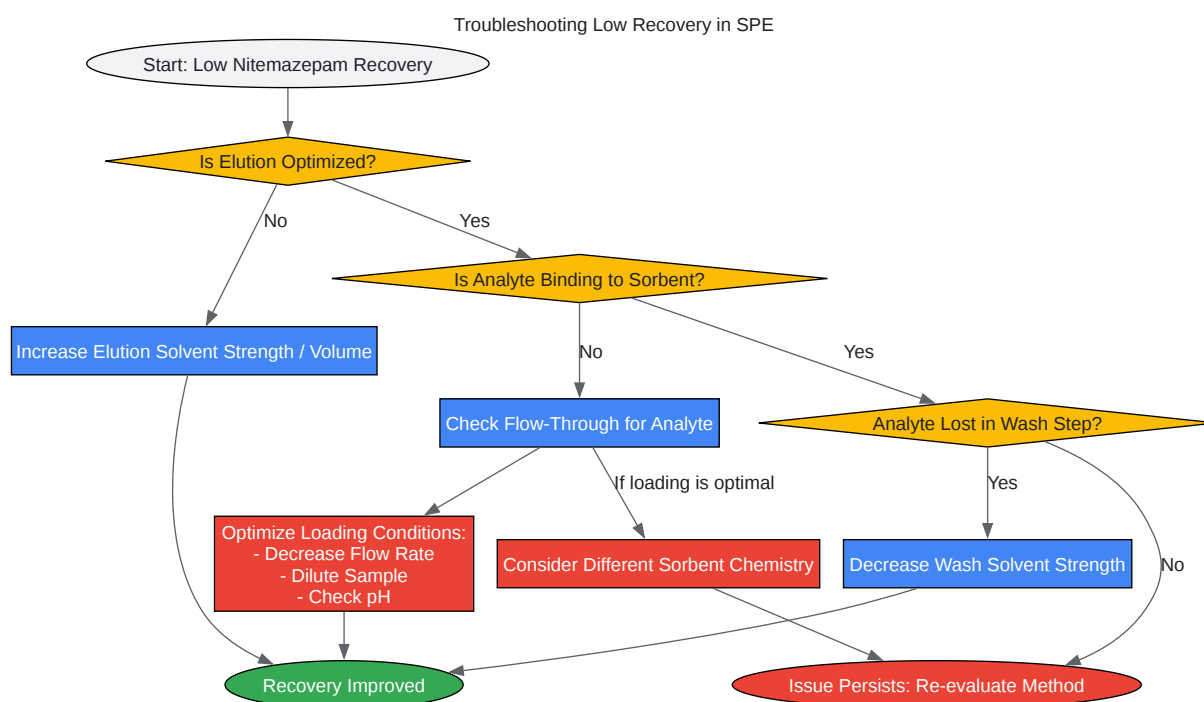 Troubleshooting Low Recovery in SPE
Start: Low Nitemazepam Recovery
Is Elution Optimized?
No
Yes
Is Analyte Binding to Sorbent?
Increase Elution Solvent Strength / Volume
No
Yes
Check Flow-Through for Analyte
Analyte Lost in Wash Step?
If loading is optimal
Yes
Optimize Loading Conditions:
- Decrease Flow Rate
- Dilute Sample
- Check pH
Consider Different Sorbent Chemistry
Decrease Wash Solvent Strength
No
Recovery Improved
Issue Persists: Re-evaluate Method